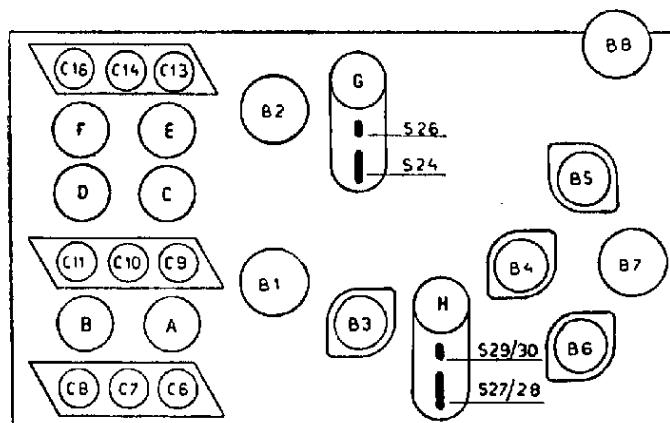 C16 C14 C13
B8
G
B2
F E
S26
S24
D C
B5
C11 C10 C9
B4
B7
B1
H
B3
B A
S29/30
B6
C8 C7 C6
S27/28